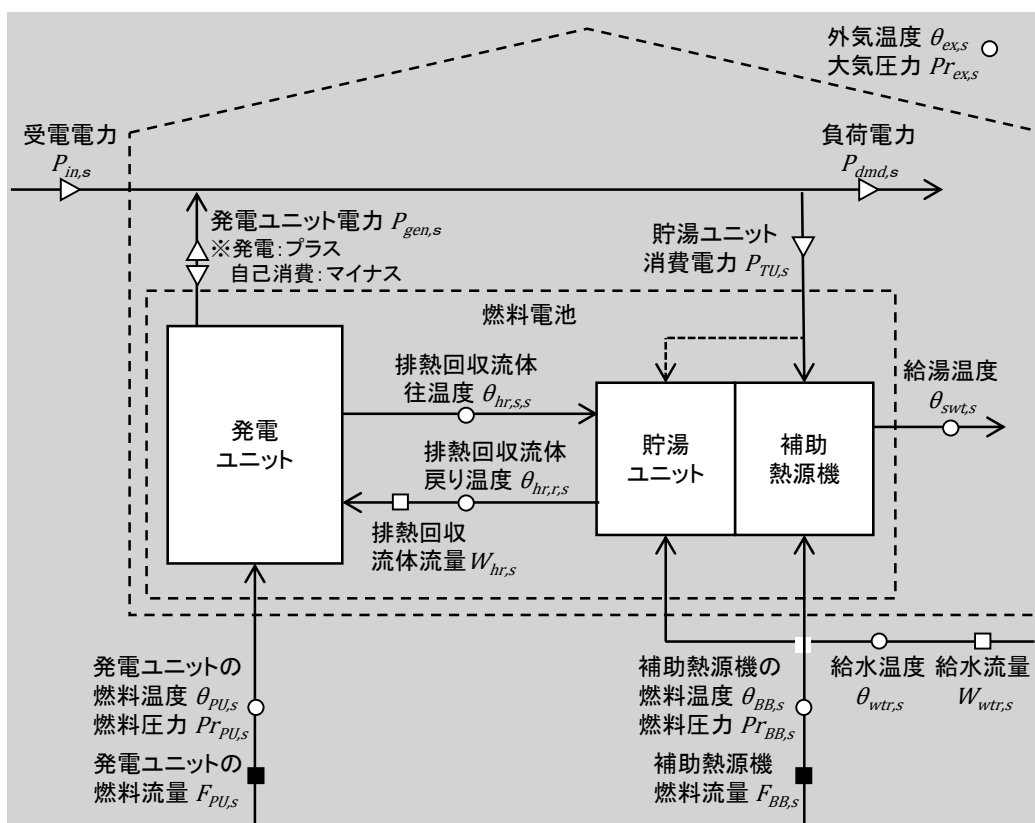 外気温度 θex,s
大気圧力 Prex,s
受電電力
Pin,s
負荷電力
Pdmd,s
発電ユニット電力 Pgen,s
※発電:プラス
自己消費:マイナス
貯湯ユニット
消費電力 PTU,s
燃料電池
発電
ユニット
排熱回収流体
往温度 θhr,s,s
排熱回収流体
戻り温度 θhr,r,s
排熱回収
流体流量Whr,s
貯湯
ユニット
補助
熱源機
給湯温度
θswt,s
発電ユニットの
燃料温度 θPU,s
燃料圧力 PrPU,s
発電ユニットの
燃料流量 FPU,s
補助熱源機の
燃料温度 θBB,s
燃料圧力 PrBB,s
補助熱源機
燃料流量 FBB,s
給水温度
θwtr,s
給水流量
Wwtr,s